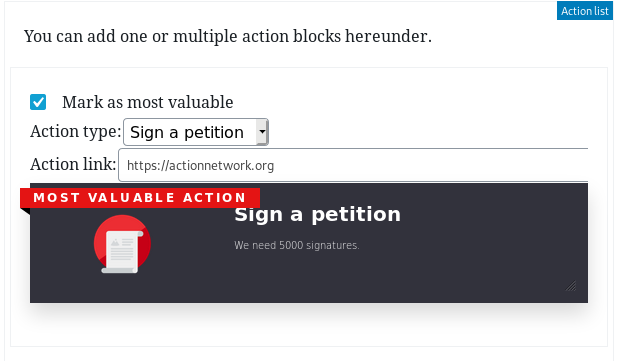 Action list
You can add one or multiple action blocks hereunder.
Mark as most valuable
Action type: Sign a petition
Action link: https://actionnetwork.org
MOST VALUABLE ACTION
Sign a petition
We need 5000 signatures.